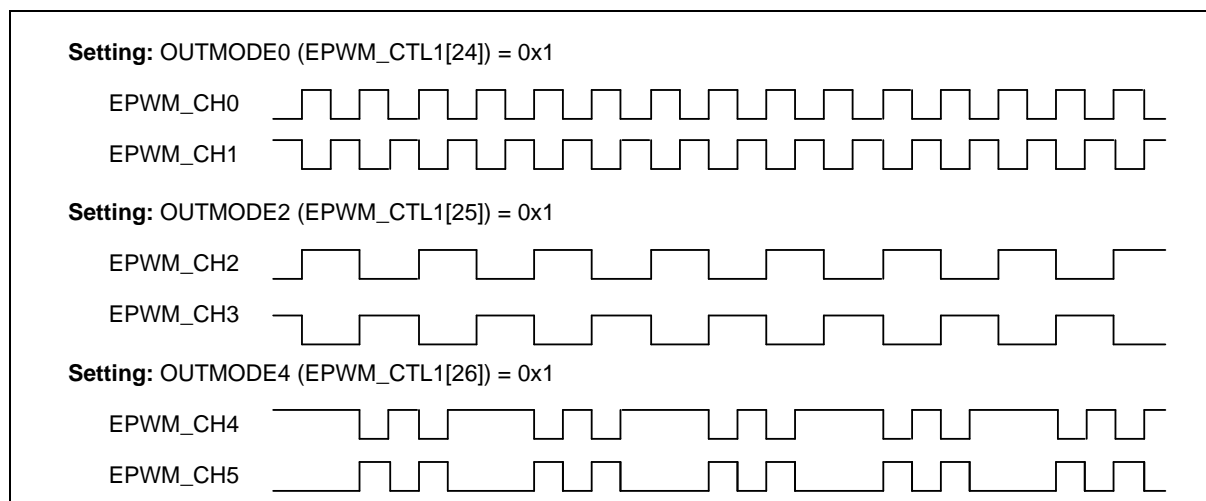 Setting: OUTMODE0 (EPWM_CTL1[24]) = 0x1
EPWM_CH0
EPWM_CH1
Setting: OUTMODE2 (EPWM_CTL1[25]) = 0x1
EPWM_CH2
EPWM_CH3
Setting: OUTMODE4 (EPWM_CTL1[26]) = 0x1
EPWM_CH4
EPWM_CH5